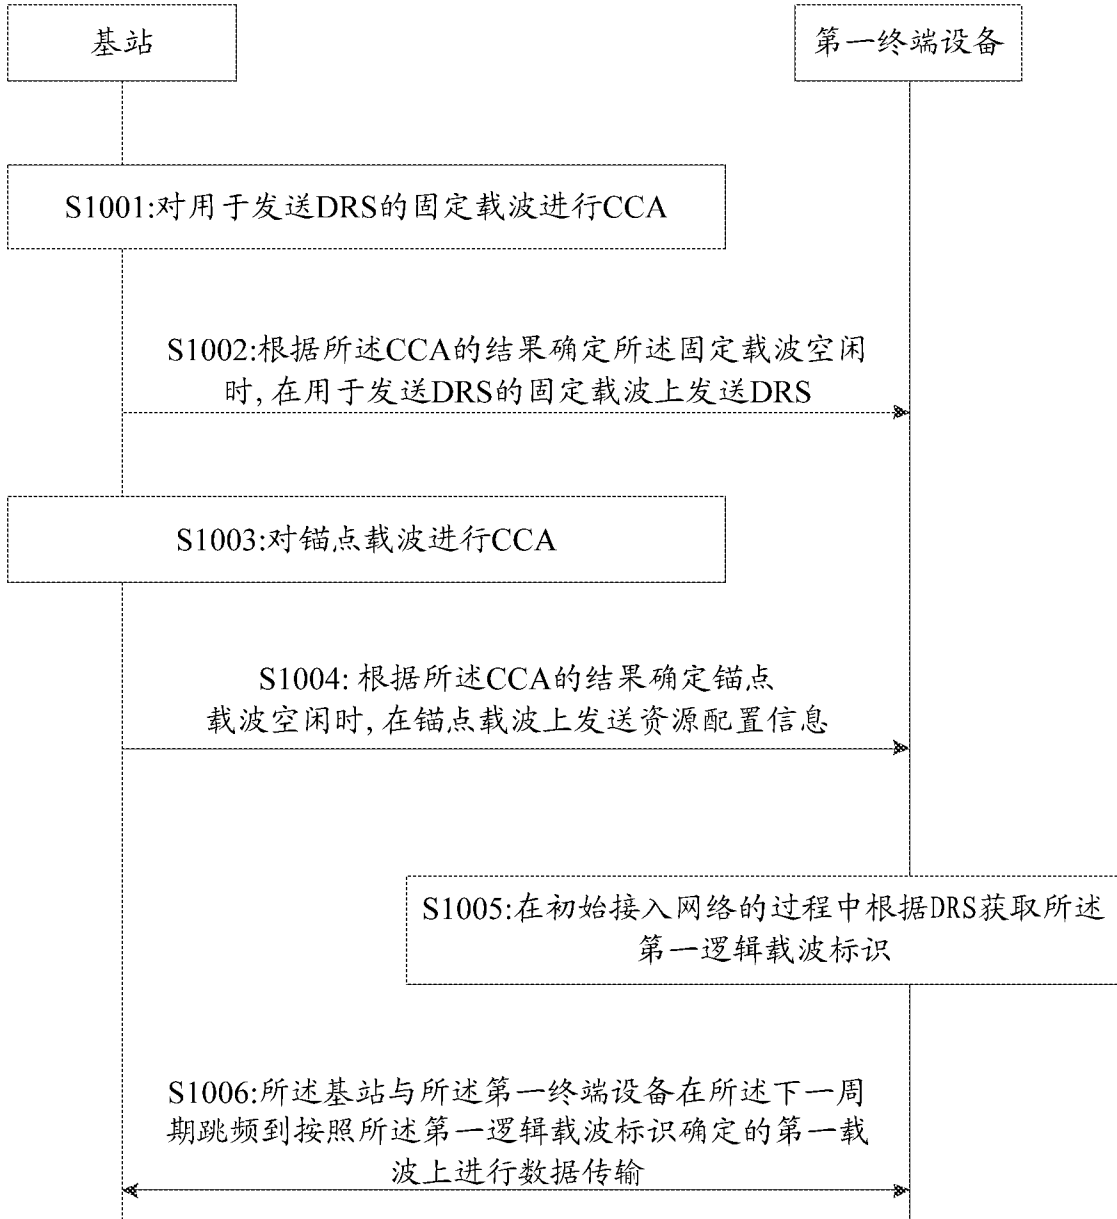 基站
第一终端设备
S1001:对用于发送DRS的固定载波进行CCA
S1002:根据所述CCA的结果确定所述固定载波空闲
时,在用于发送DRS的固定载波上发送DRS
S1003:对锚点载波进行CCA
S1004: 根据所述CCA的结果确定锚点
载波空闲时,在锚点载波上发送资源配置信息
S1005:在初始接入网络的过程中根据DRS获取所述
第一逻辑载波标识
S1006:所述基站与所述第一终端设备在所述下一周
期跳频到按照所述第一逻辑载波标识确定的第一载
波上进行数据传输